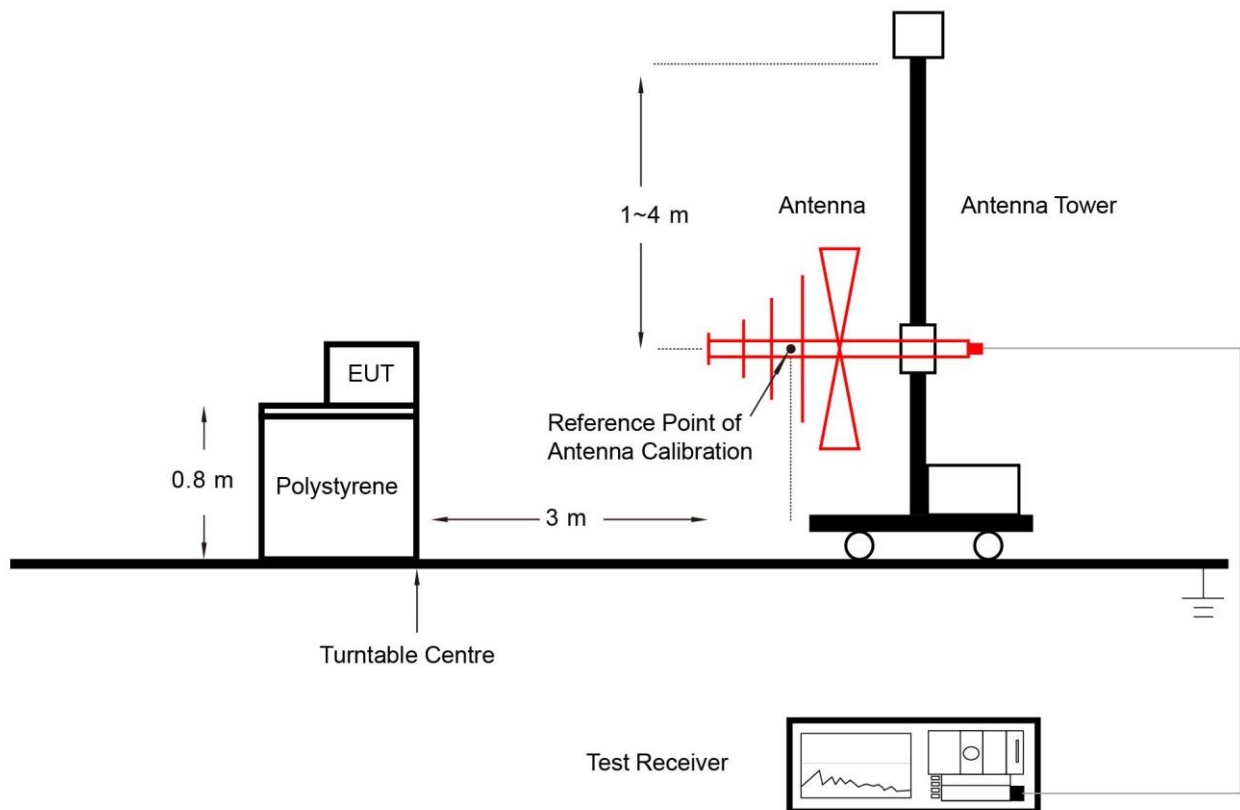 1~4 m
Antenna
Antenna Tower
EUT
Reference Point of
Antenna Calibration
0.8 m
Polystyrene
3 m
Turntable Centre
Test Receiver